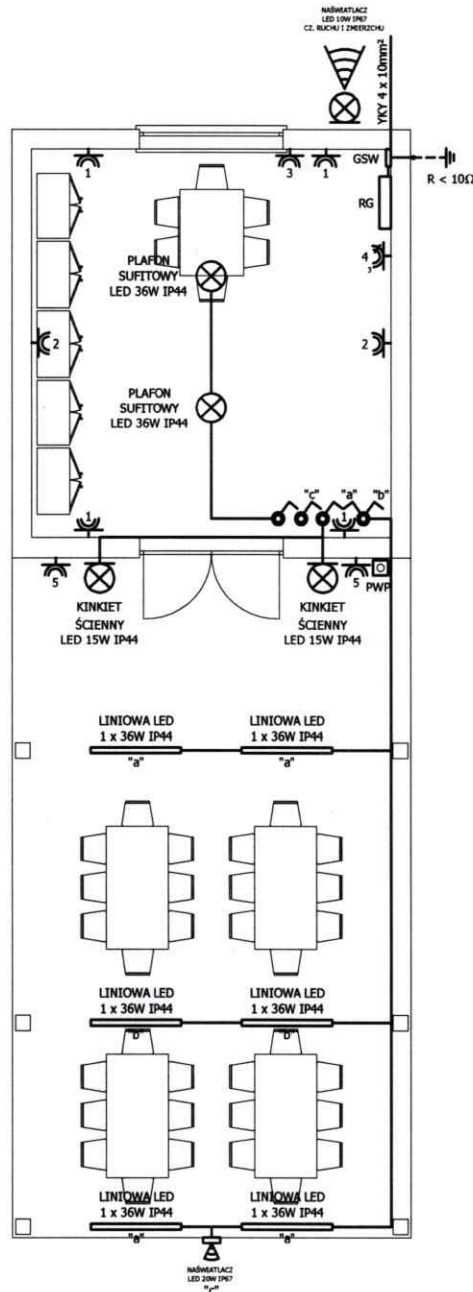 NAŚWIATLACZ
LED 10W IP67
CZ. RUCHU I ZMIERZCHU
YKY 4 x 10mm²
1
3
1
GSW
R < 10Ω
RG
4
3
PLAFON
SUFITOWY
LED 36W IP44
2
2
PLAFON
SUFITOWY
LED 36W IP44
"c"
"a"
"b"
1
1
5
5
PWP
KINKIET
ŚCIENNY
LED 15W IP44
KINKIET
ŚCIENNY
LED 15W IP44
LINIOWA LED
1 x 36W IP44
"a"
LINIOWA LED
1 x 36W IP44
"a"
LINIOWA LED
1 x 36W IP44
"b"
LINIOWA LED
1 x 36W IP44
"b"
LINIOWA LED
1 x 36W IP44
"a"
LINIOWA LED
1 x 36W IP44
"a"
NAŚWIATLACZ
LED 20W IP67
"c"